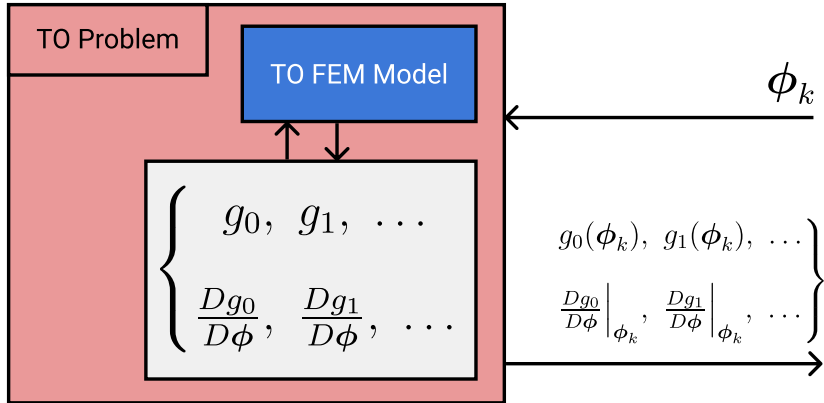 TO Problem
TO FEM Model
ϕ_k
{ g_0, g_1, …
Dg_0/Dϕ, Dg_1/Dϕ, …
g_0(ϕ_k), g_1(ϕ_k), … }
Dg_0/Dϕ|_{ϕ_k}, Dg_1/Dϕ|_{ϕ_k}, …